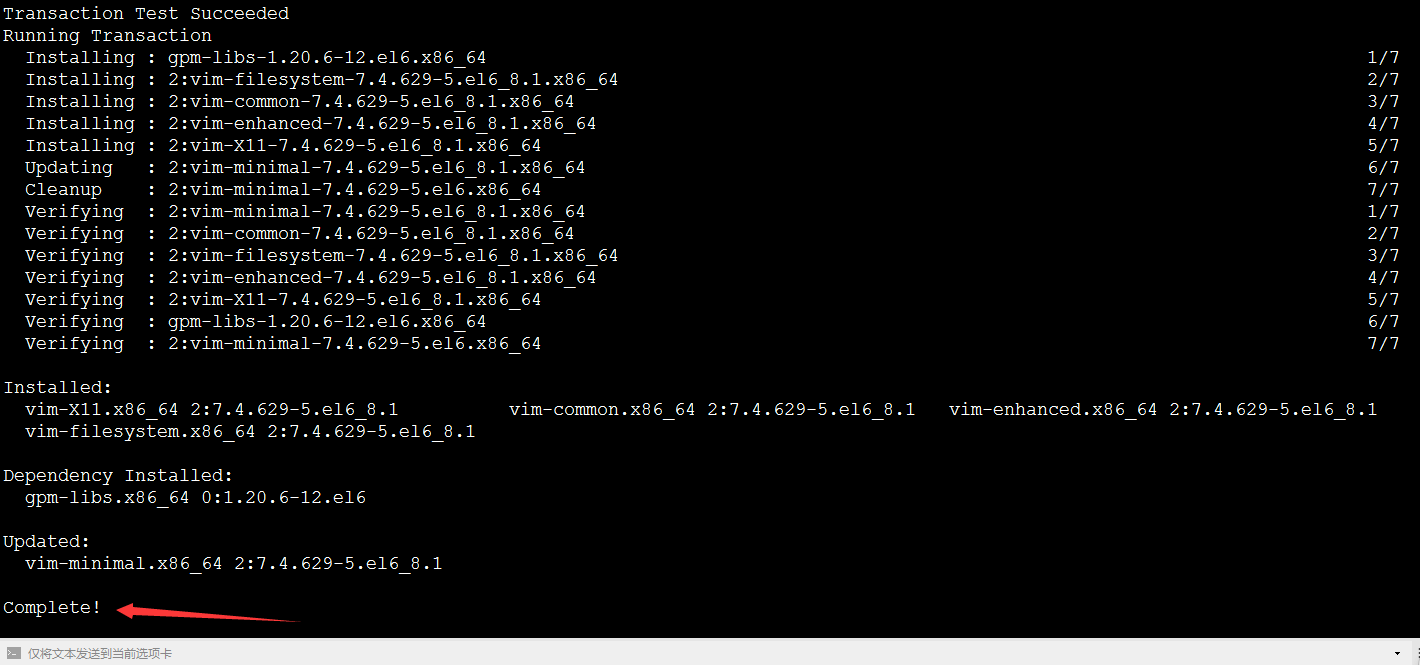 Transaction Test Succeeded
Running Transaction
  Installing : gpm-libs-1.20.6-12.el6.x86_64 1/7
  Installing : 2:vim-filesystem-7.4.629-5.el6_8.1.x86_64 2/7
  Installing : 2:vim-common-7.4.629-5.el6_8.1.x86_64 3/7
  Installing : 2:vim-enhanced-7.4.629-5.el6_8.1.x86_64 4/7
  Installing : 2:vim-X11-7.4.629-5.el6_8.1.x86_64 5/7
  Updating   : 2:vim-minimal-7.4.629-5.el6_8.1.x86_64 6/7
  Cleanup    : 2:vim-minimal-7.4.629-5.el6.x86_64 7/7
  Verifying  : 2:vim-minimal-7.4.629-5.el6_8.1.x86_64 1/7
  Verifying  : 2:vim-common-7.4.629-5.el6_8.1.x86_64 2/7
  Verifying  : 2:vim-filesystem-7.4.629-5.el6_8.1.x86_64 3/7
  Verifying  : 2:vim-enhanced-7.4.629-5.el6_8.1.x86_64 4/7
  Verifying  : 2:vim-X11-7.4.629-5.el6_8.1.x86_64 5/7
  Verifying  : gpm-libs-1.20.6-12.el6.x86_64 6/7
  Verifying  : 2:vim-minimal-7.4.629-5.el6.x86_64 7/7
Installed:
  vim-X11.x86_64 2:7.4.629-5.el6_8.1 vim-common.x86_64 2:7.4.629-5.el6_8.1 vim-enhanced.x86_64 2:7.4.629-5.el6_8.1
  vim-filesystem.x86_64 2:7.4.629-5.el6_8.1
Dependency Installed:
  gpm-libs.x86_64 0:1.20.6-12.el6
Updated:
  vim-minimal.x86_64 2:7.4.629-5.el6_8.1
Complete!
仅将文本发送到当前选项卡